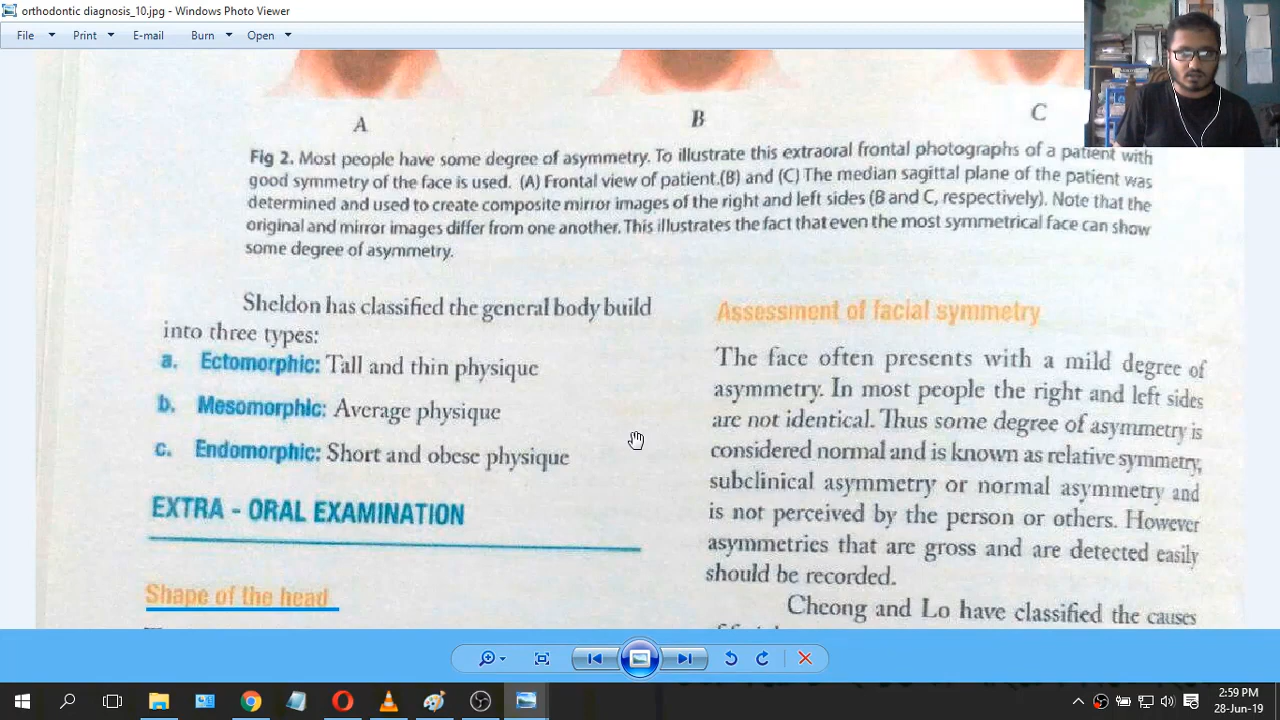 orthodontic diagnosis_10.jpg - Windows Photo Viewer
File Print E-mail Burn Open
A B C
Fig 2. Most people have some degree of asymmetry. To illustrate this extraoral frontal photographs of a patient with
good symmetry of the face is used. (A) Frontal view of patient.(B) and (C) The median sagittal plane of the patient was
determined and used to create composite mirror images of the right and left sides (B and C, respectively). Note that the
original and mirror images differ from one another. This illustrates the fact that even the most symmetrical face can show
some degree of asymmetry.
Sheldon has classified the general body build
into three types:
a. Ectomorphic: Tall and thin physique
b. Mesomorphic: Average physique
c. Endomorphic: Short and obese physique
EXTRA - ORAL EXAMINATION
Shape of the head
Assessment of facial symmetry
The face often presents with a mild degree of
asymmetry. In most people the right and left sides
are not identical. Thus some degree of asymmetry is
considered normal and is known as relative symmetry,
subclinical asymmetry or normal asymmetry and
is not perceived by the person or others. However
asymmetries that are gross and are detected easily
should be recorded.
Cheong and Lo have classified the causes
2:59 PM
28-Jun-19